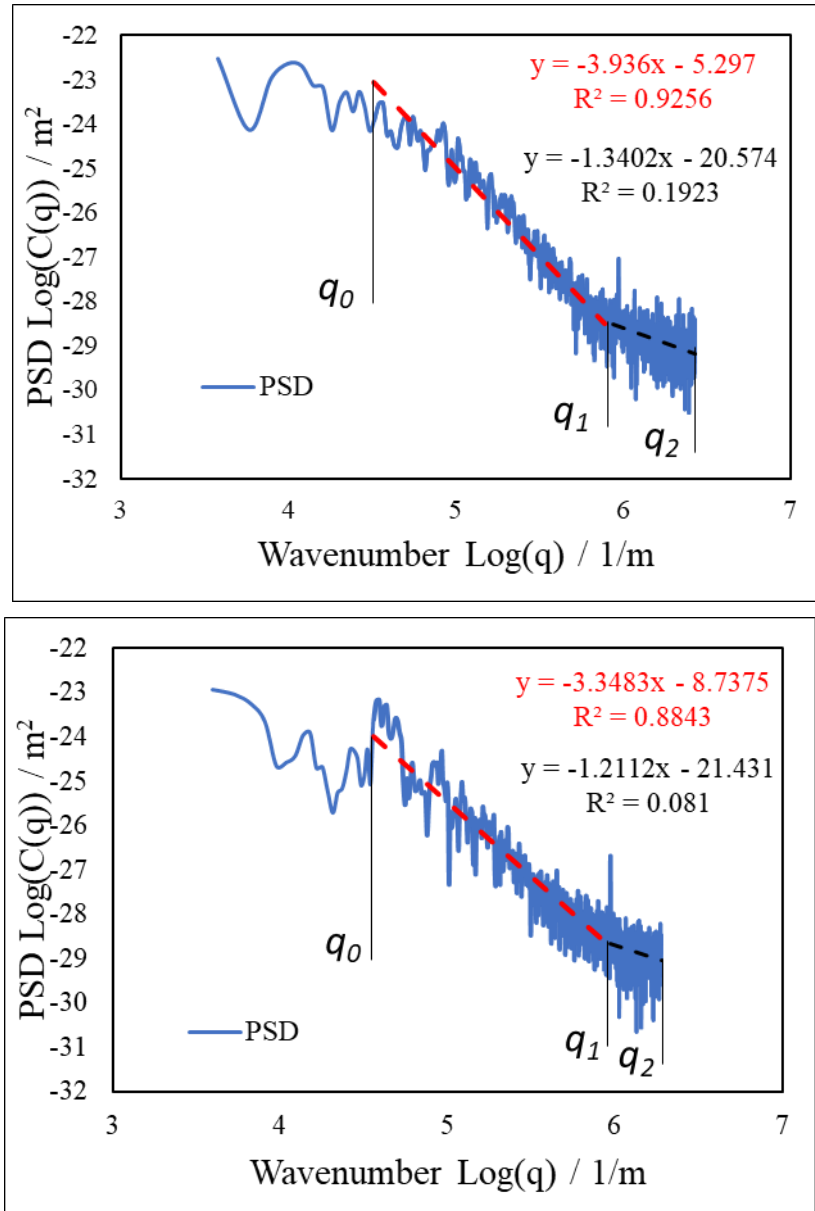 -22
-23
-24
-25
-26
-27
-28
-29
-30
-31
-32
PSD Log(C(q)) / m²
y = -3.936x - 5.297
R² = 0.9256
y = -1.3402x - 20.574
R² = 0.1923
q₀
q₁
q₂
PSD
3 4 5 6 7
Wavenumber Log(q) / 1/m
-22
-23
-24
-25
-26
-27
-28
-29
-30
-31
-32
PSD Log(C(q)) / m²
y = -3.3483x - 8.7375
R² = 0.8843
y = -1.2112x - 21.431
R² = 0.081
q₀
q₁
q₂
PSD
3 4 5 6 7
Wavenumber Log(q) / 1/m